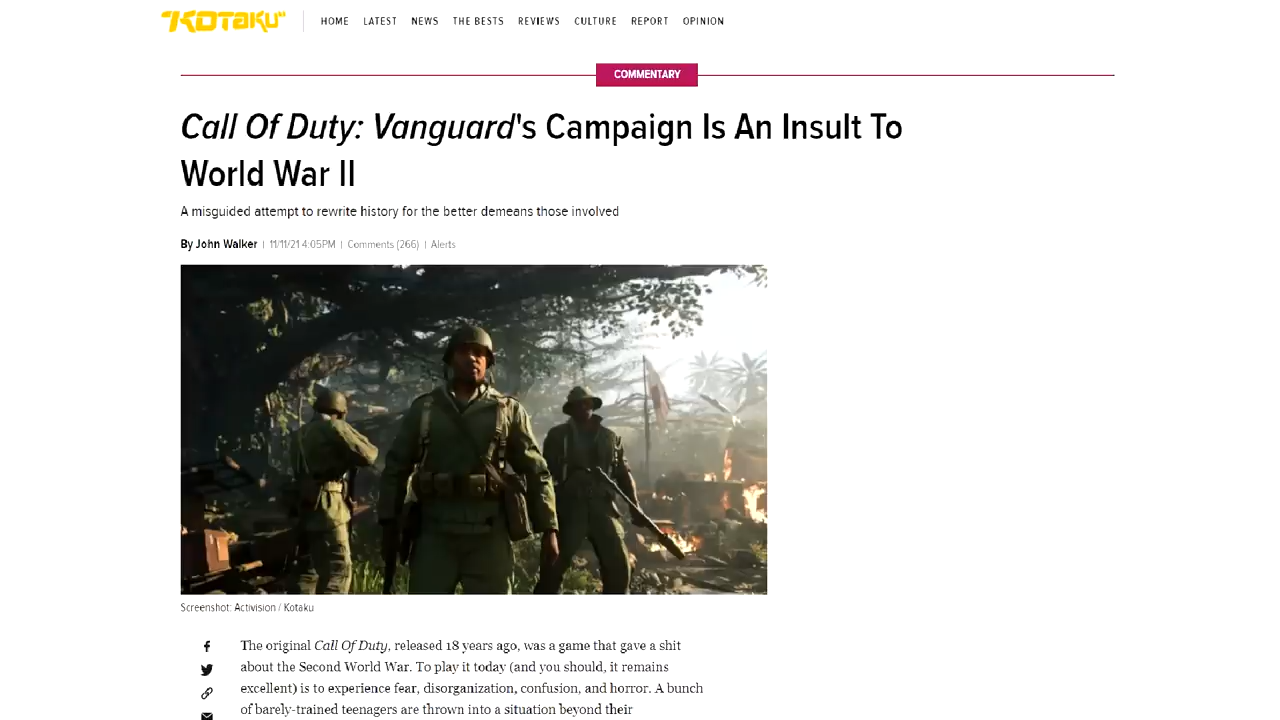 KOTAKU
HOME LATEST NEWS THE BESTS REVIEWS CULTURE REPORT OPINION
COMMENTARY
Call Of Duty: Vanguard's Campaign Is An Insult To
World War II
A misguided attempt to rewrite history for the better demeans those involved
By John Walker | 11/11/21 4:05PM | Comments (266) | Alerts
Screenshot: Activision / Kotaku
The original Call Of Duty, released 18 years ago, was a game that gave a shit
about the Second World War. To play it today (and you should, it remains
excellent) is to experience fear, disorganization, confusion, and horror. A bunch
of barely-trained teenagers are thrown into a situation beyond their